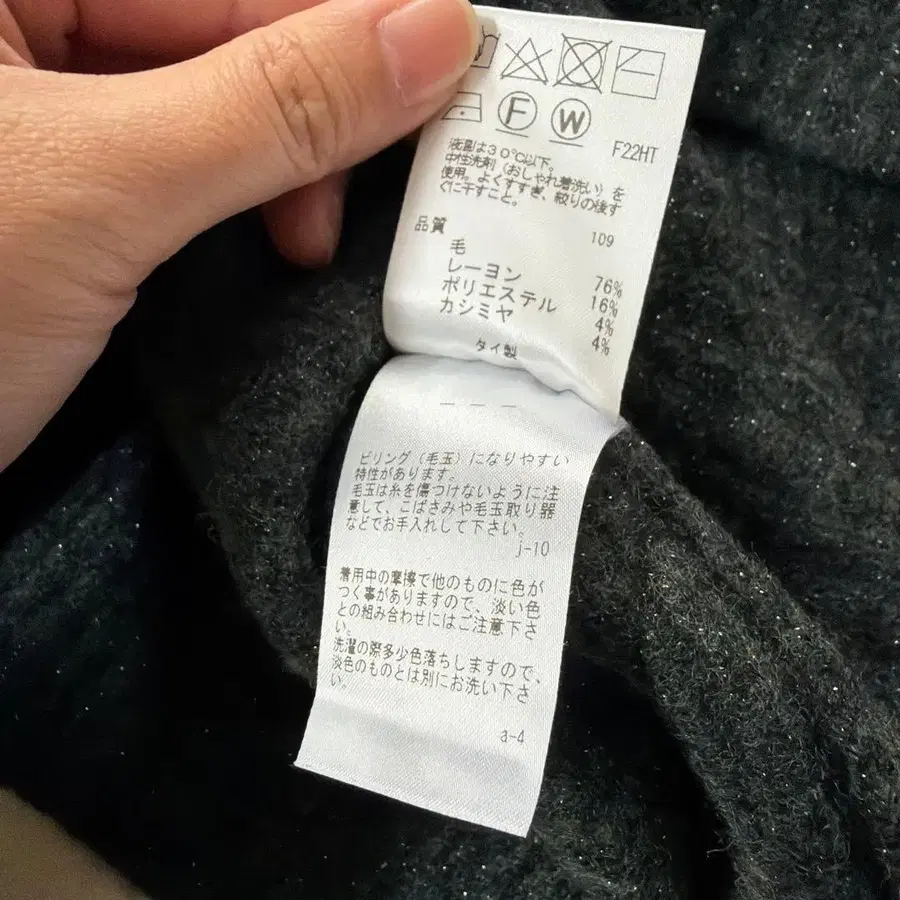 F W
F22HT
液温は30℃以下。
中性洗剤(おしゃれ着洗い)を
使用。よくすすぎ、絞りの後す
ぐに干すこと。
品質 109
毛 76%
レーヨン 16%
ポリエステル 4%
カシミヤ 4%
タイ製
ピリング(毛玉)になりやすい
特性があります。
毛玉は糸を傷つけないように注
意して、こばさみや毛玉取り器
などでお手入れして下さい。
j-10
着用中の摩擦で他のものに色が
つく事がありますので、淡い色
との組み合わせにはご注意下さ
い。
洗濯の際多少色落ちしますので、
淡色のものとは別にお洗い下さ
い。
a-4